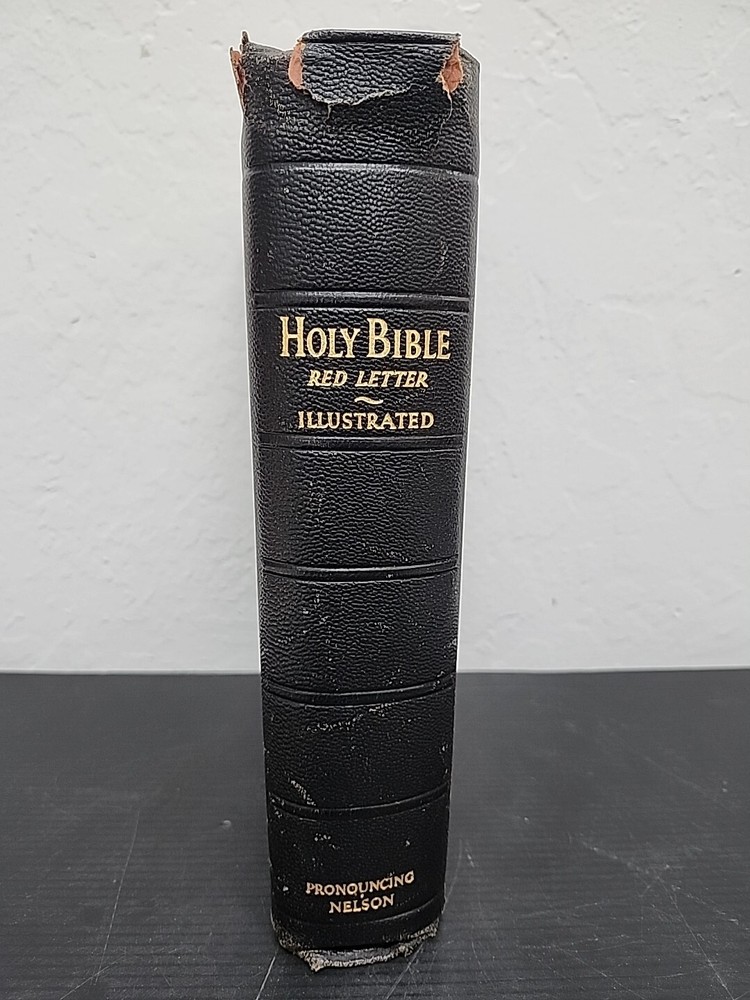 HOLY BIBLE
RED LETTER
ILLUSTRATED
PRONOUNCING
NELSON